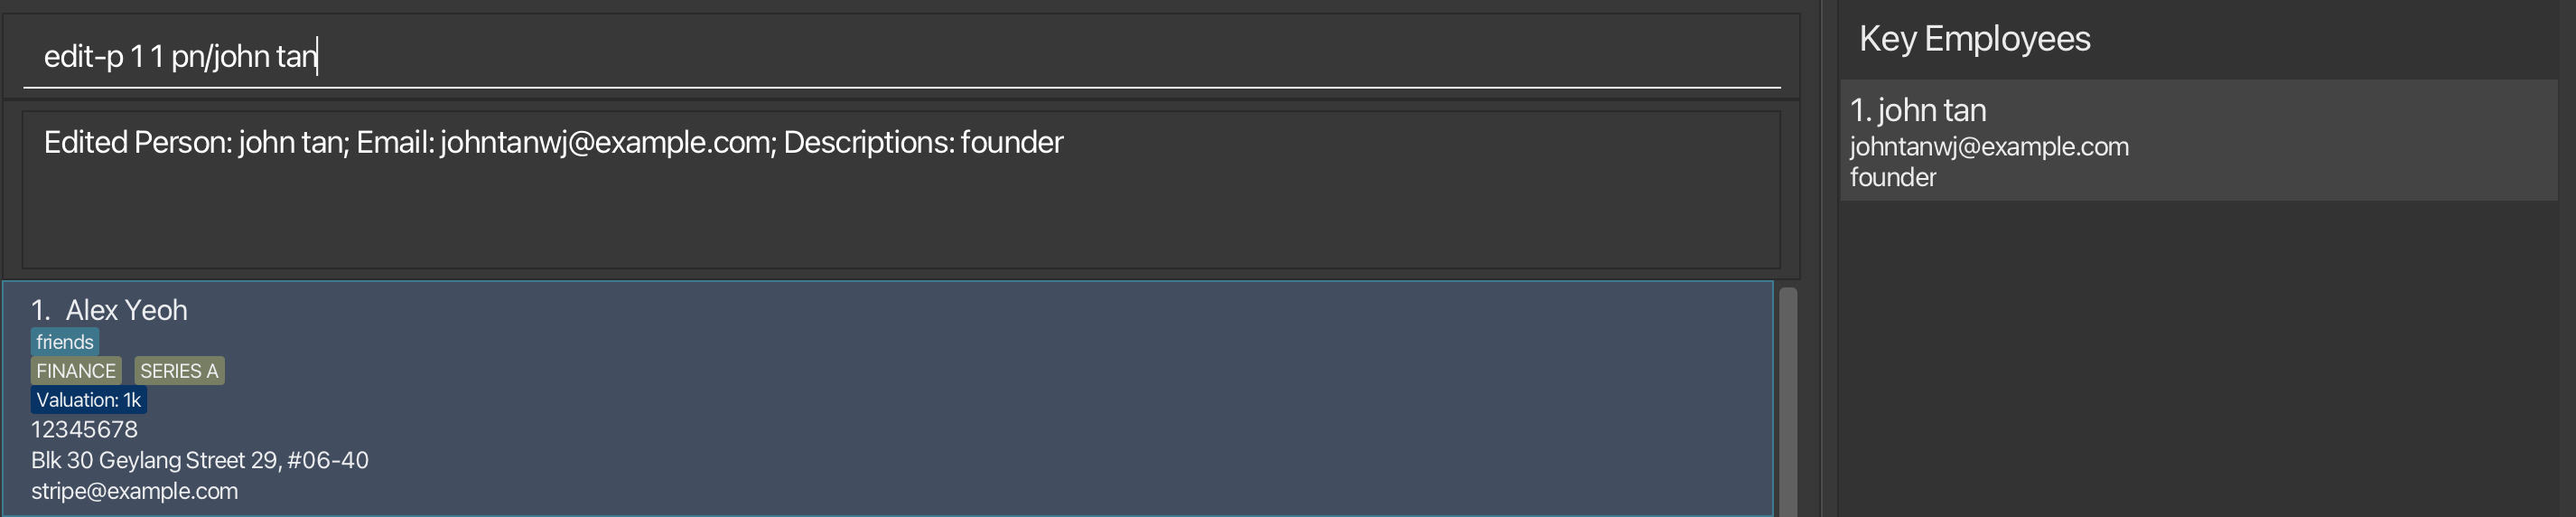 edit-p 1 1 pn/john tan
Edited Person: john tan; Email: johntanwj@example.com; Descriptions: founder
1. Alex Yeoh
friends
FINANCE SERIES A
Valuation: 1k
12345678
Blk 30 Geylang Street 29, #06-40
stripe@example.com
Key Employees
1. john tan
johntanwj@example.com
founder